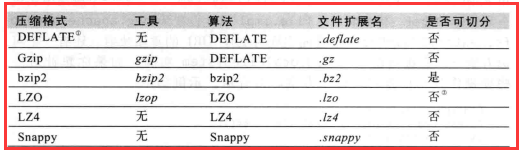 压缩格式 工具 算法 文件扩展名 是否可切分
DEFLATE① 无 DEFLATE .deflate 否
Gzip gzip DEFLATE .gz 否
bzip2 bzip2 bzip2 .bz2 是
LZO lzop LZO .lzo 否②
LZ4 无 LZ4 .lz4 否
Snappy 无 Snappy .snappy 否